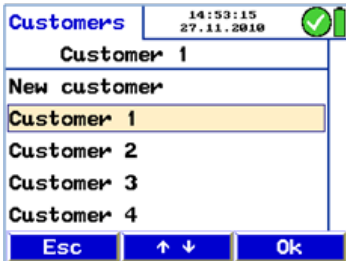 Customers
14:53:15
27.11.2010
Customer 1
New customer
Customer 1
Customer 2
Customer 3
Customer 4
Esc ↑ ↓ Ok